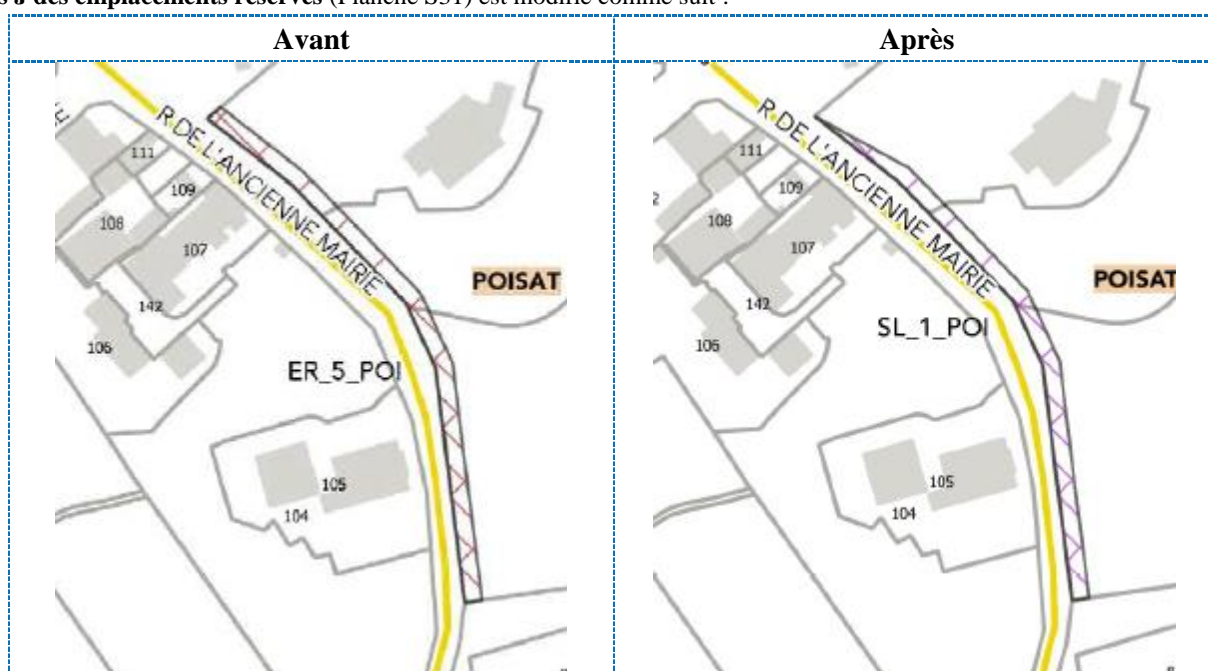 des emplacements réservés (Planche S31) est modifié comme suit :
Avant
Après
R DE L'ANCIENNE MAIRIE
111
109
108
107
142
106
POISAT
ER_5_POI
105
104
R DE L'ANCIENNE MAIRIE
111
109
108
107
142
106
POISAT
SL_1_POI
105
104